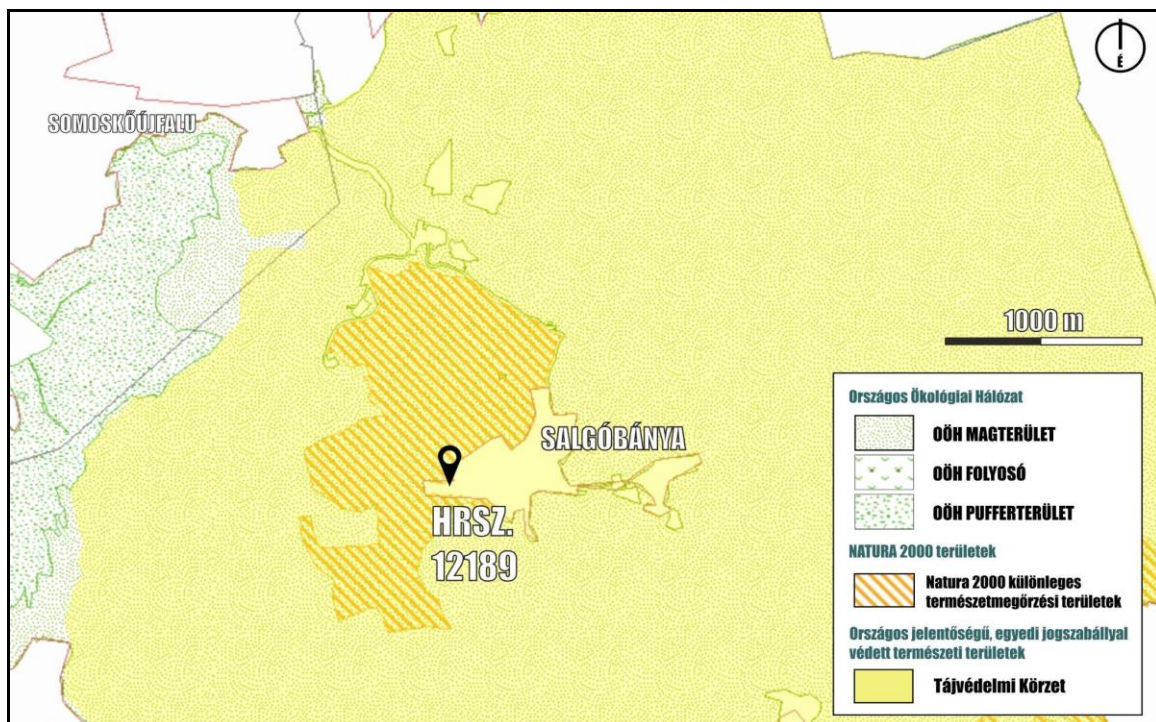 É
SOMOSKŐÚJFALU
1000 m
SALGÓBÁNYA
HRSZ.
12189
Országos Ökológiai Hálózat
OÖH MAGTERÜLET
OÖH FOLYOSÓ
OÖH PUFFERTERÜLET
NATURA 2000 területek
Natura 2000 különleges
természetmegőrzési területek
Országos jelentőségű, egyedi jogszabállyal
védett természeti területek
Tájvédelmi Körzet